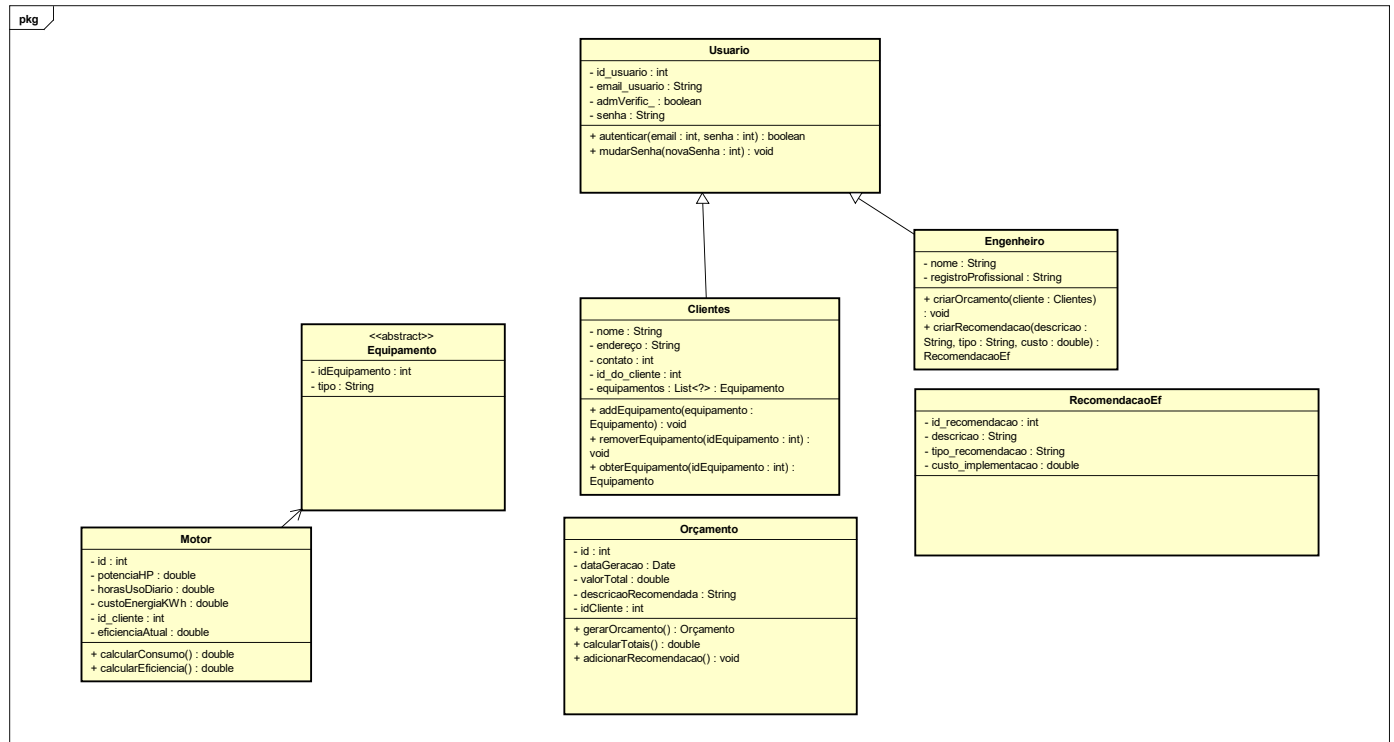 pkg
Usuario
- id_usuario : int
- email_usuario : String
- admVerific_ : boolean
- senha : String
+ autenticar(email : int, senha : int) : boolean
+ mudarSenha(novaSenha : int) : void
Engenheiro
- nome : String
- registroProfissional : String
+ criarOrcamento(cliente : Clientes)
: void
+ criarRecomendacao(descricao :
String, tipo : String, custo : double) :
RecomendacaoEf
Clientes
- nome : String
- endereço : String
- contato : int
- id_do_cliente : int
- equipamentos : List<?> : Equipamento
+ addEquipamento(equipamento :
Equipamento) : void
+ removerEquipamento(idEquipamento : int) :
void
+ obterEquipamento(idEquipamento : int) :
Equipamento
<<abstract>>
Equipamento
- idEquipamento : int
- tipo : String
RecomendacaoEf
- id_recomendacao : int
- descricao : String
- tipo_recomendacao : String
- custo_implementacao : double
Motor
- id : int
- potenciaHP : double
- horasUsoDiario : double
- custoEnergiaKWh : double
- id_cliente : int
- eficienciaAtual : double
+ calcularConsumo() : double
+ calcularEficiencia() : double
Orçamento
- id : int
- dataGeracao : Date
- valorTotal : double
- descricaoRecomendada : String
- idCliente : int
+ gerarOrcamento() : Orçamento
+ calcularTotais() : double
+ adicionarRecomendacao() : void